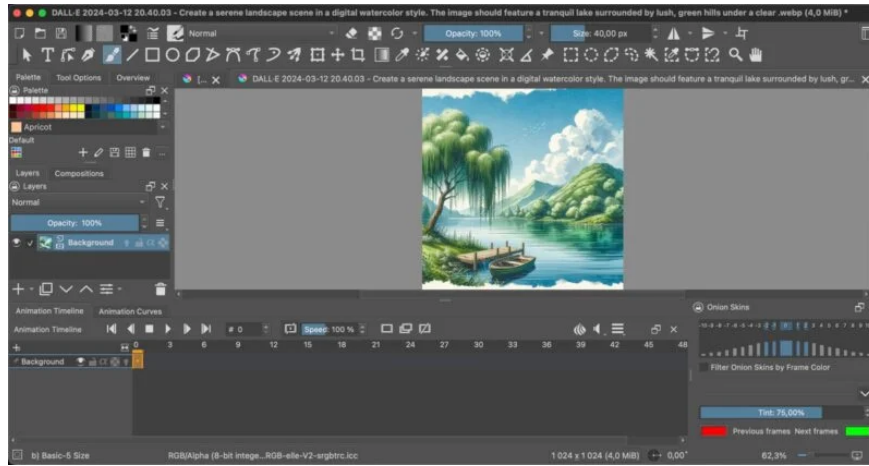 DALL·E 2024-03-12 20.40.03 - Create a serene landscape scene in a digital watercolor style. The image should feature a tranquil lake surrounded by lush, green hills under a clear .webp (4,0 MiB) *
Normal
Opacity: 100%
Size: 40,00 px
Palette Tool Options Overview
[...
DALL·E 2024-03-12 20.40.03 - Create a serene landscape scene in a digital watercolor style. The image should feature a tranquil lake surrounded by lush, gr...
Palette
Apricot
Default
Layers Compositions
Layers
Normal
Opacity: 100%
Background
Animation Timeline Animation Curves
Onion Skins
Animation Timeline
# 0
Speed: 100 %
0 3 6 9 12 15 18 21 24 27 30 33 36 39 42 45 48
Background
Filter Onion Skins by Frame Color
Tint: 75,00%
Previous frames Next frames
b) Basic-5 Size
RGB/Alpha (8-bit intege...RGB-elle-V2-srgbtrc.icc
1 024 x 1 024 (4,0 MiB)
0,00°
62,3%